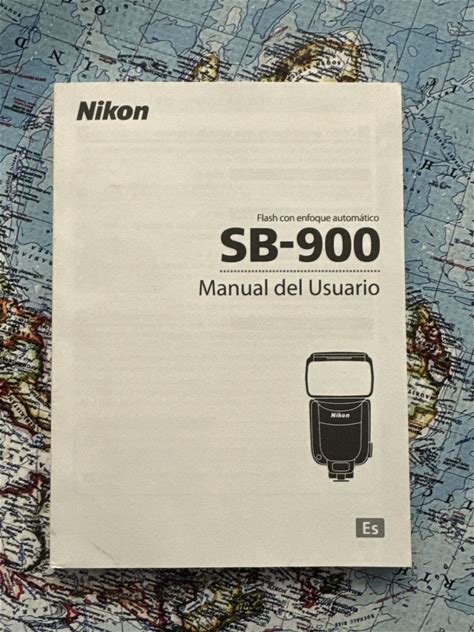 Nikon
Flash con enfoque automático
SB-900
Manual del Usuario
Nikon
Es